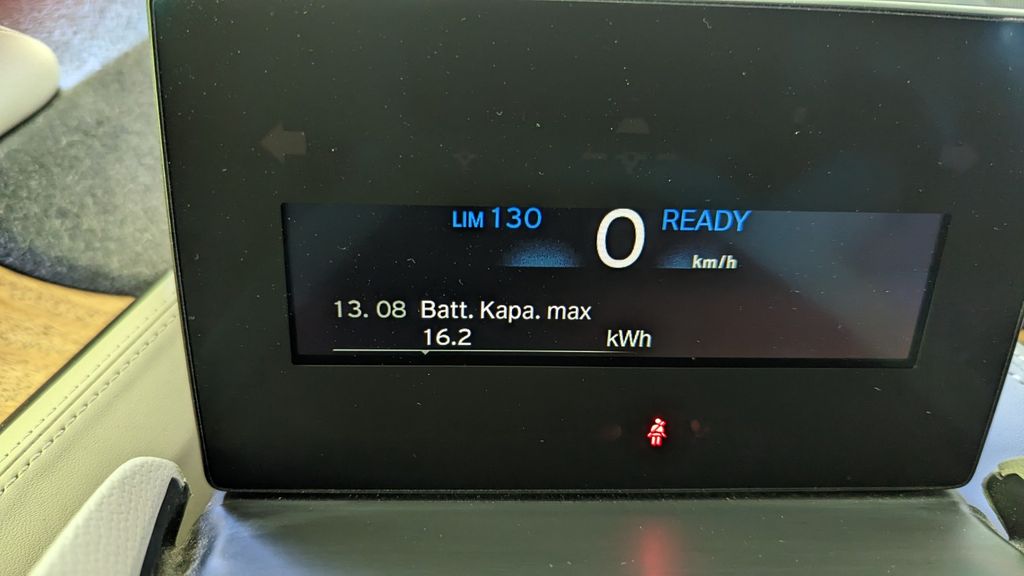 LIM 130 0 READY
km/h
13. 08 Batt. Kapa. max
16.2 kWh